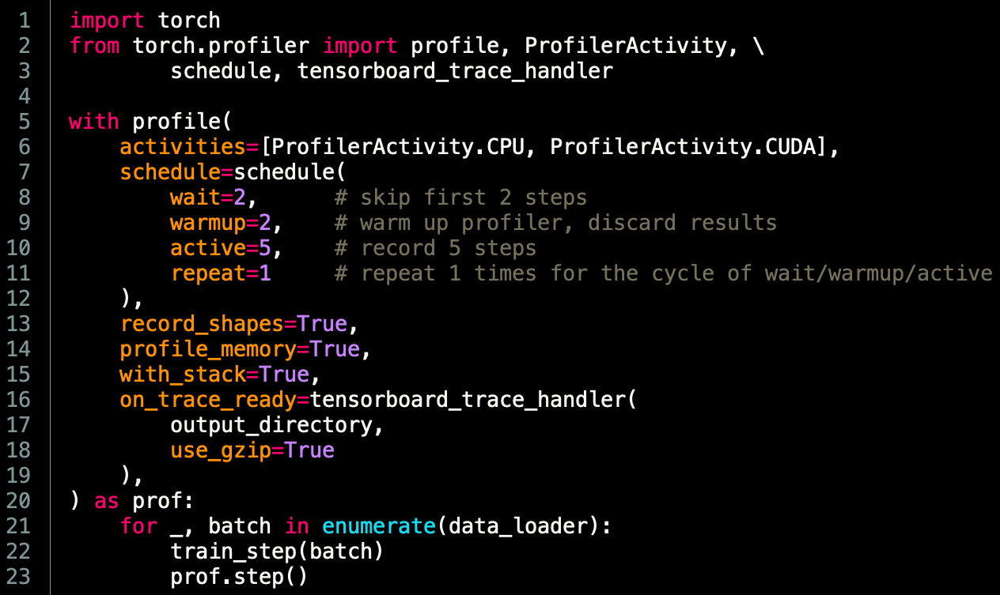 1 import torch
2 from torch.profiler import profile, ProfilerActivity, \
3         schedule, tensorboard_trace_handler
4
5 with profile(
6     activities=[ProfilerActivity.CPU, ProfilerActivity.CUDA],
7     schedule=schedule(
8         wait=2,      # skip first 2 steps
9         warmup=2,    # warm up profiler, discard results
10         active=5,    # record 5 steps
11         repeat=1     # repeat 1 times for the cycle of wait/warmup/active
12     ),
13     record_shapes=True,
14     profile_memory=True,
15     with_stack=True,
16     on_trace_ready=tensorboard_trace_handler(
17         output_directory,
18         use_gzip=True
19     ),
20 ) as prof:
21     for _, batch in enumerate(data_loader):
22         train_step(batch)
23         prof.step()